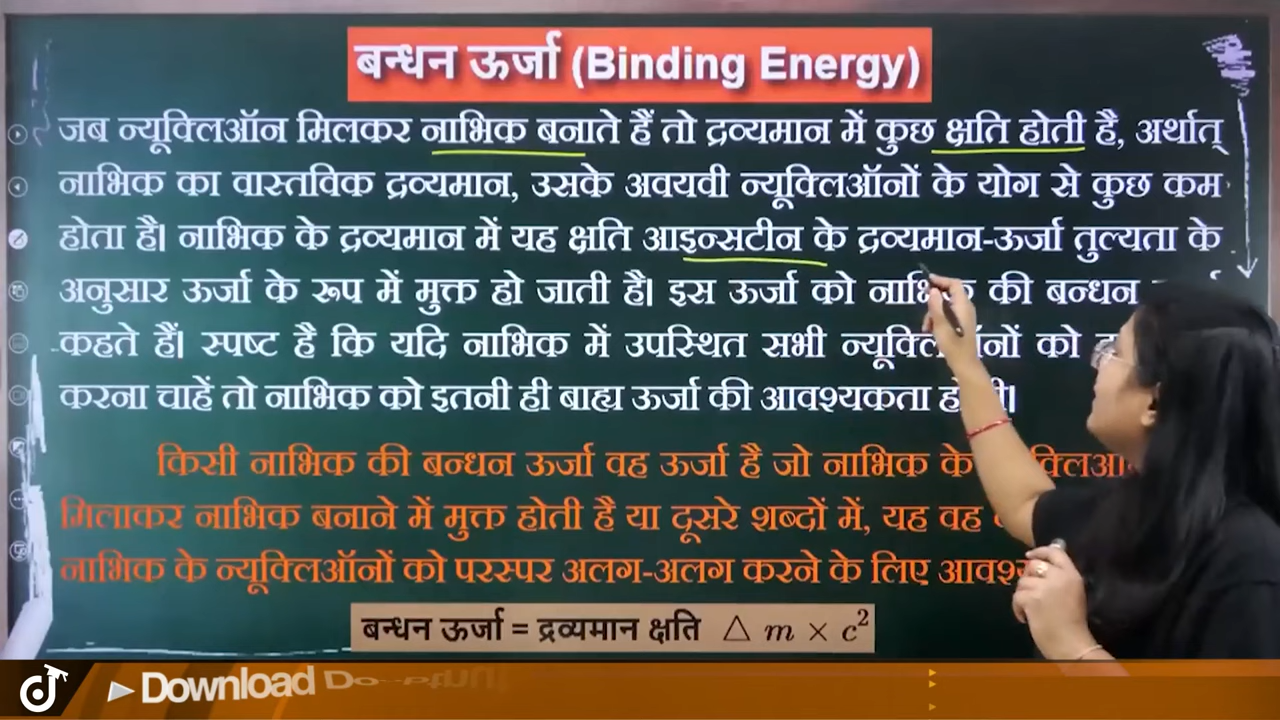 बन्धन ऊर्जा (Binding Energy)
जब न्यूक्लिऑन मिलकर नाभिक बनाते हैं तो द्रव्यमान में कुछ क्षति होती है, अर्थात्
नाभिक का वास्तविक द्रव्यमान, उसके अवयवी न्यूक्लिऑनों के योग से कुछ कम
होता है। नाभिक के द्रव्यमान में यह क्षति आइन्सटीन के द्रव्यमान-ऊर्जा तुल्यता के
अनुसार ऊर्जा के रूप में मुक्त हो जाती है। इस ऊर्जा को नाभिक की बन्धन
कहते हैं। स्पष्ट है कि यदि नाभिक में उपस्थित सभी न्यूक्लिऑनों को
करना चाहें तो नाभिक को इतनी ही बाह्य ऊर्जा की आवश्यकता होगी।
किसी नाभिक की बन्धन ऊर्जा वह ऊर्जा है जो नाभिक के
मिलाकर नाभिक बनाने में मुक्त होती है या दूसरे शब्दों में, यह वह
नाभिक के न्यूक्लिऑनों को परस्पर अलग-अलग करने के लिए
बन्धन ऊर्जा = द्रव्यमान क्षति △ m × c²
Download